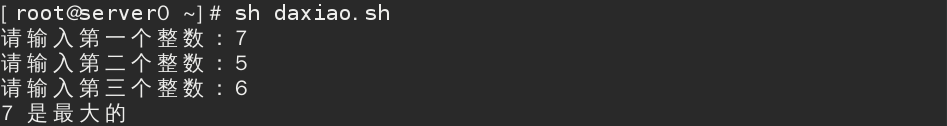 [root@server0 ~]# sh daxiao.sh
请输入第一个整数：7
请输入第二个整数：5
请输入第三个整数：6
7 是最大的